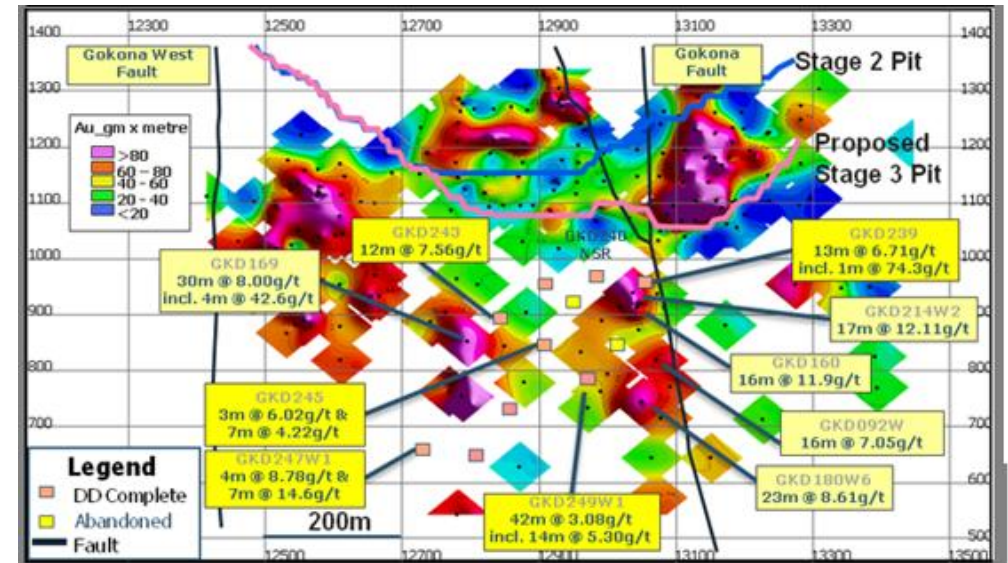 12300 12500 12700 12900 13100 13300
1400 1400
Gokona West
Fault
Gokona
Fault
Stage 2 Pit
1300 1300
Au_gm x metre
>80
60 – 80
40 - 60
20 - 40
<20
1200 1200
Proposed
Stage 3 Pit
1100 1100
GKD243
12m @ 7.56g/t
GKD240
NSR
GKD239
13m @ 6.71g/t
incl. 1m @ 74.3g/t
1000 1000
GKD169
30m @ 8.00g/t
incl. 4m @ 42.6g/t
900
GKD214W2
17m @ 12.11g/t
800
GKD160
16m @ 11.9g/t
GKD245
3m @ 6.02g/t &
7m @ 4.22g/t
700
GKD092W
16m @ 7.05g/t
GKD247W1
4m @ 8.78g/t &
7m @ 14.6g/t
GKD180W6
23m @ 8.61g/t
600 600
GKD249W1
42m @ 3.08g/t
incl. 14m @ 5.30g/t
Legend
DD Complete
Abandoned
Fault
200m
500
12500 12700 12900 13100 13300 13500